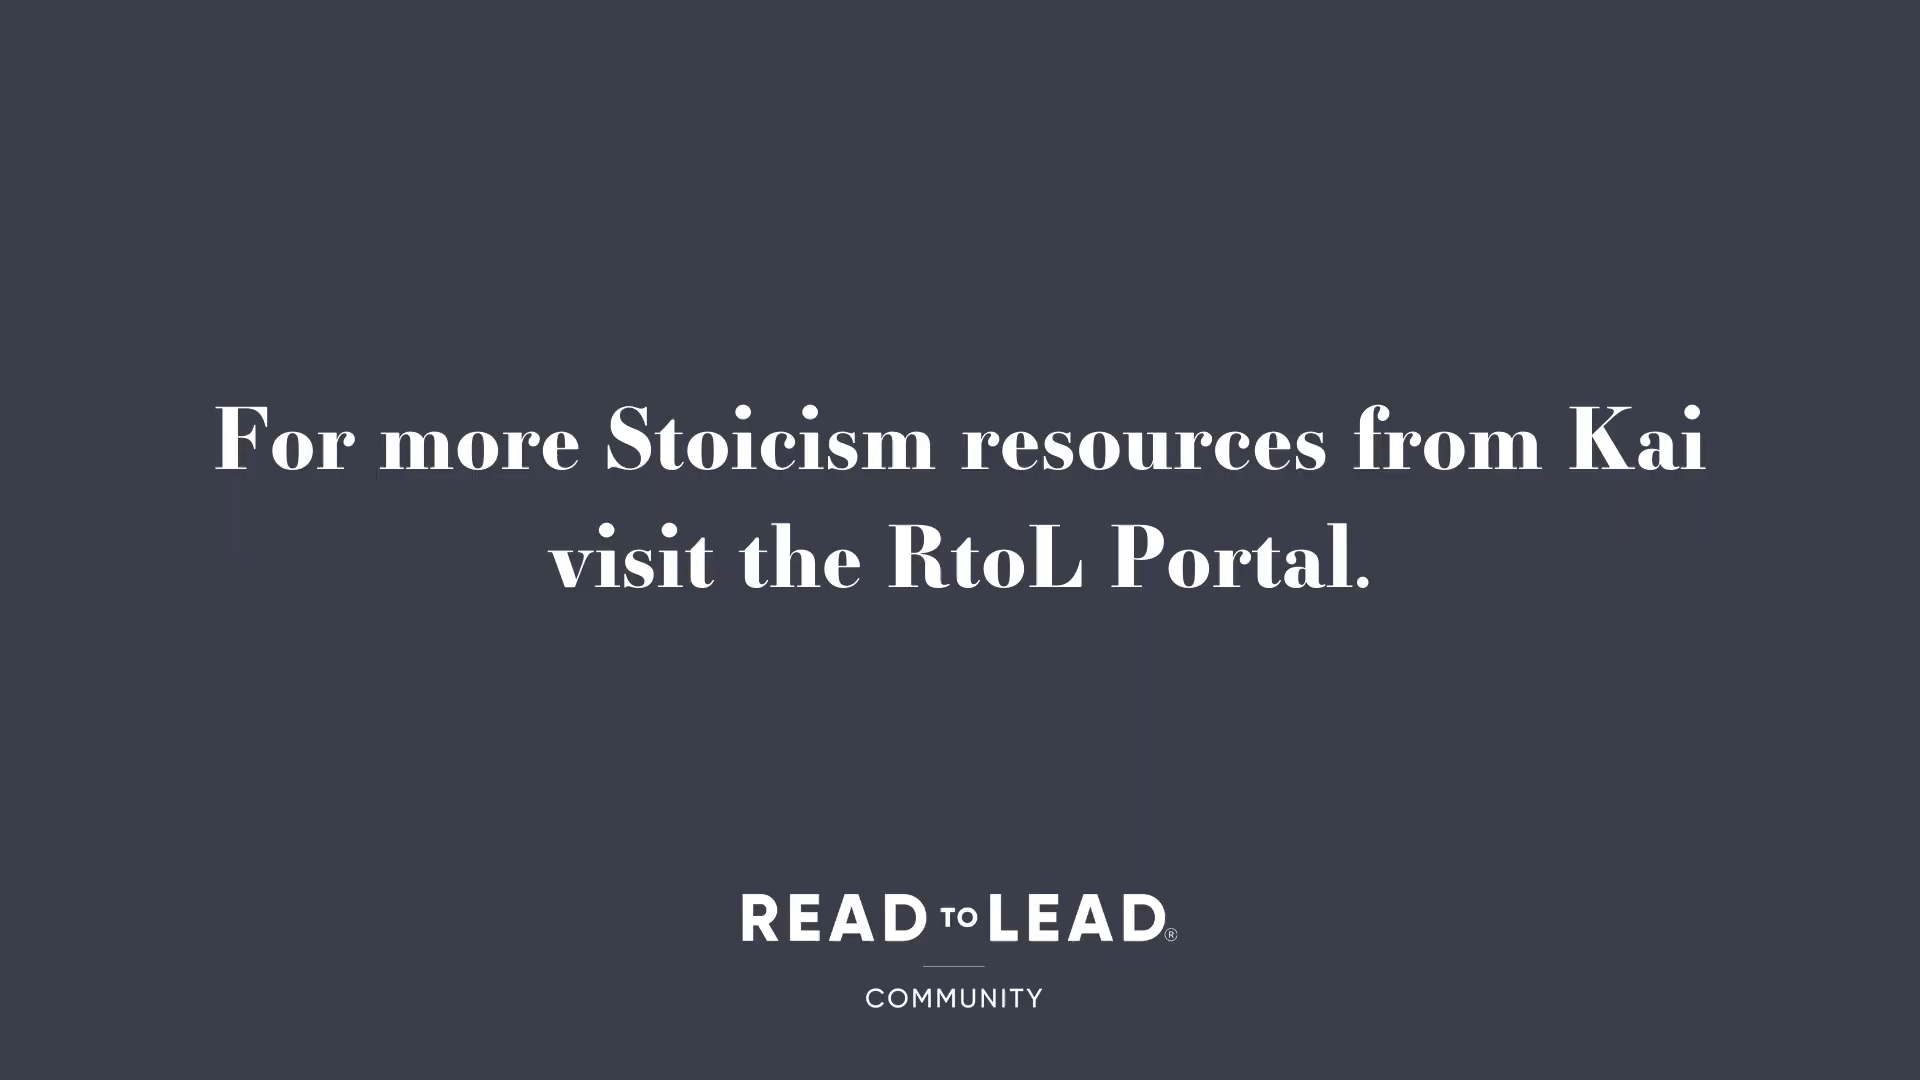 For more Stoicism resources from Kai
visit the RtoL Portal.
READ TO LEAD®
COMMUNITY